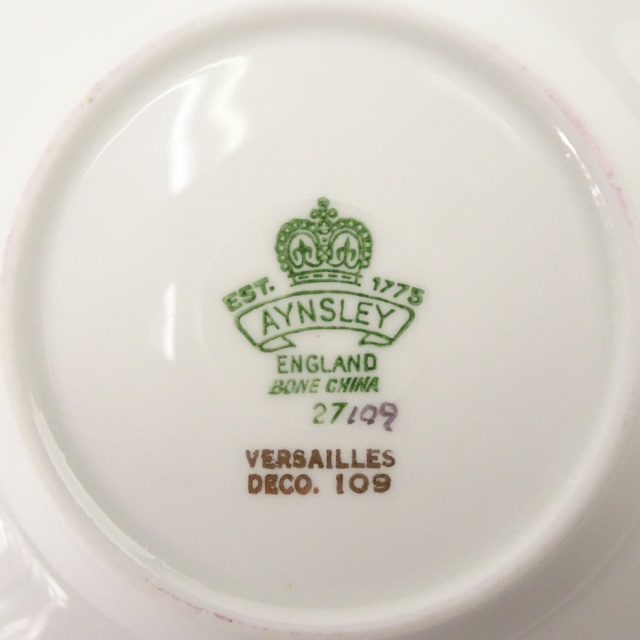 EST. 1775
AYNSLEY
ENGLAND
BONE CHINA
27109
VERSAILLES
DECO. 109